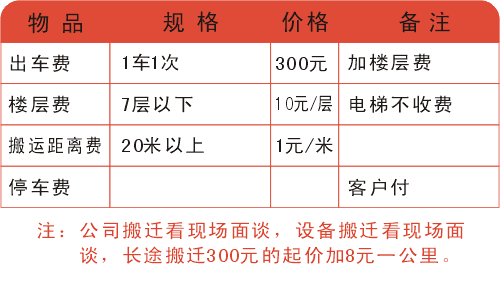 物品 规格 价格 备注
出车费 1车1次 300元 加楼层费
楼层费 7层以下 10元/层 电梯不收费
搬运距离费 20米以上 1元/米
停车费 客户付
注：公司搬迁看现场面谈，设备搬迁看现场面
谈，长途搬迁300元的起价加8元一公里。